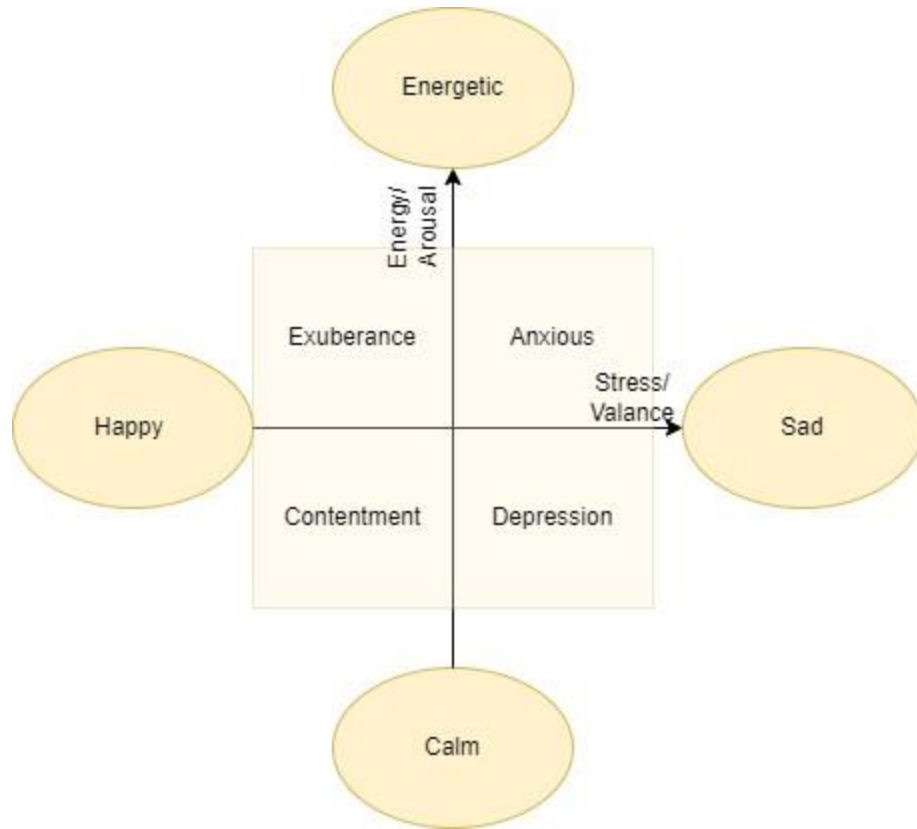 Energetic
Energy/
Arousal
Exuberance
Anxious
Stress/
Valance
Happy
Sad
Contentment
Depression
Calm